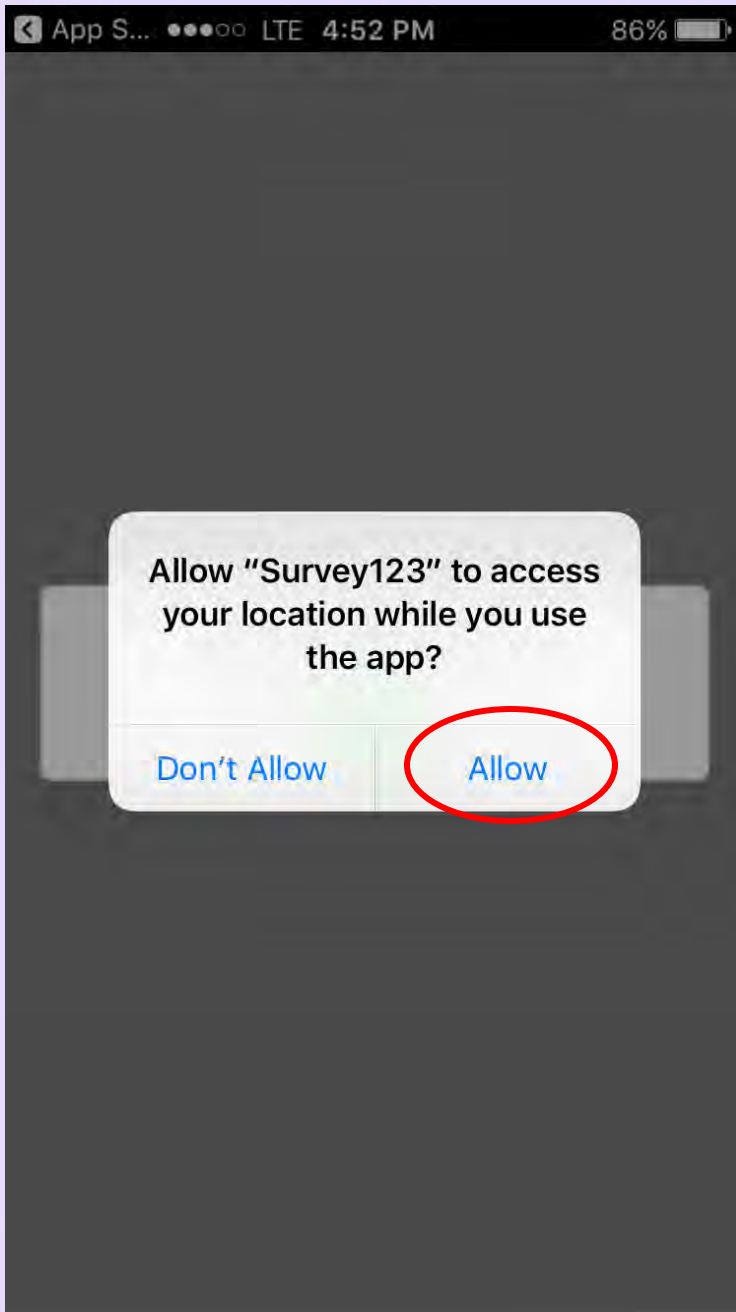 App S... LTE 4:52 PM 86%
Allow “Survey123” to access
your location while you use
the app?
Don’t Allow Allow